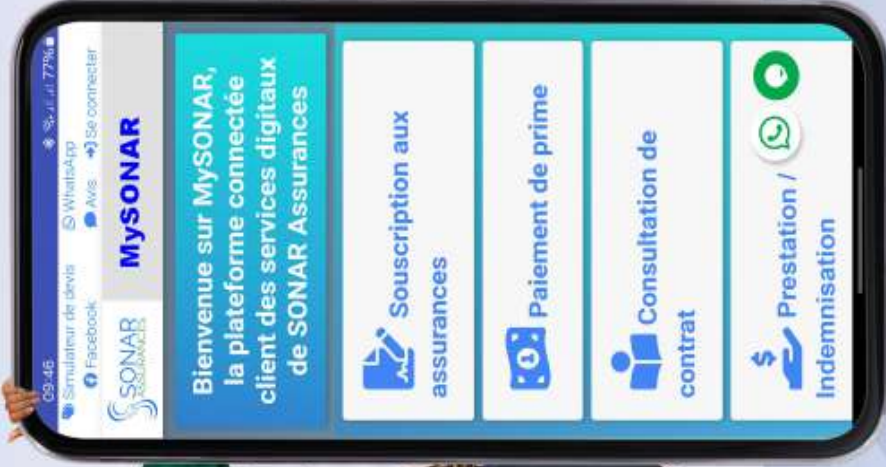 09:46 77%
Simulateur de devis WhatsApp
Facebook Avis Se connecter
SONAR
ASSURANCES
MySONAR
Bienvenue sur MySONAR,
la plateforme connectée
client des services digitaux
de SONAR Assurances
Souscription aux
assurances
Paiement de prime
Consultation de
contrat
Prestation /
Indemnisation